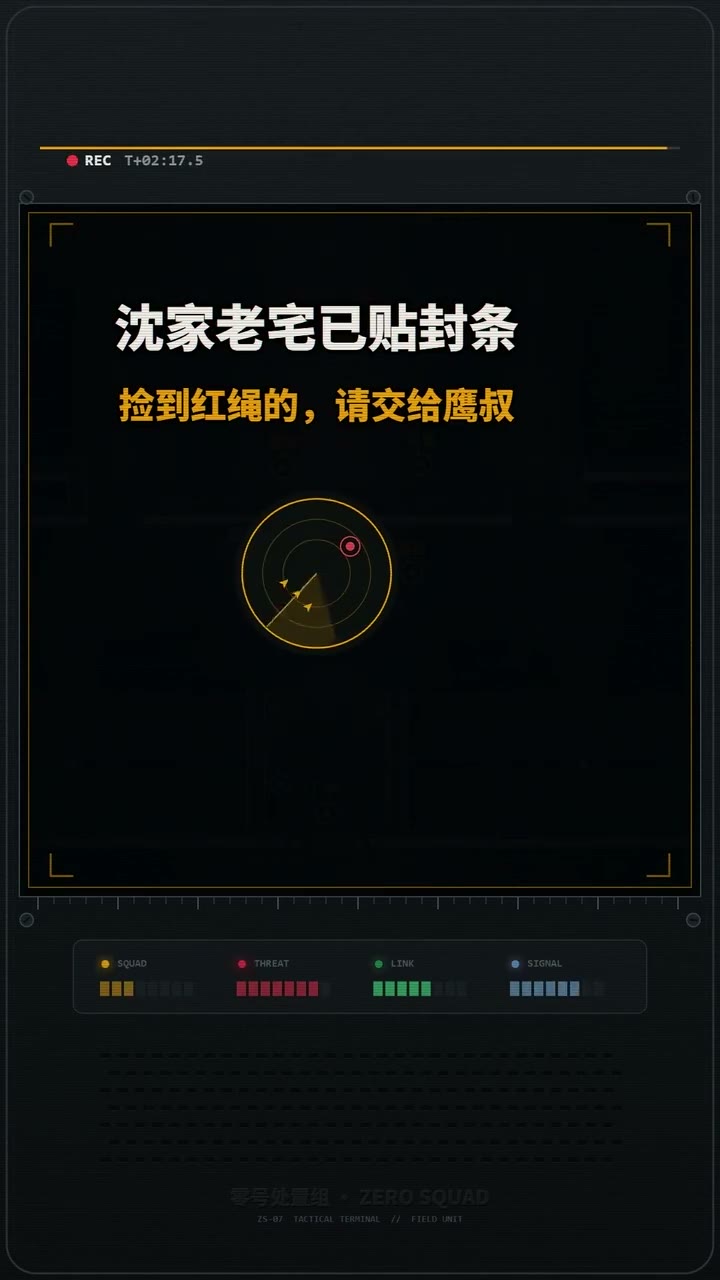 REC T+02:17.5
沈家老宅已贴封条
捡到红绳的，请交给鹰叔
SQUAD THREAT LINK SIGNAL
零号处置组 · ZERO SQUAD
ZS-07 TACTICAL TERMINAL // FIELD UNIT